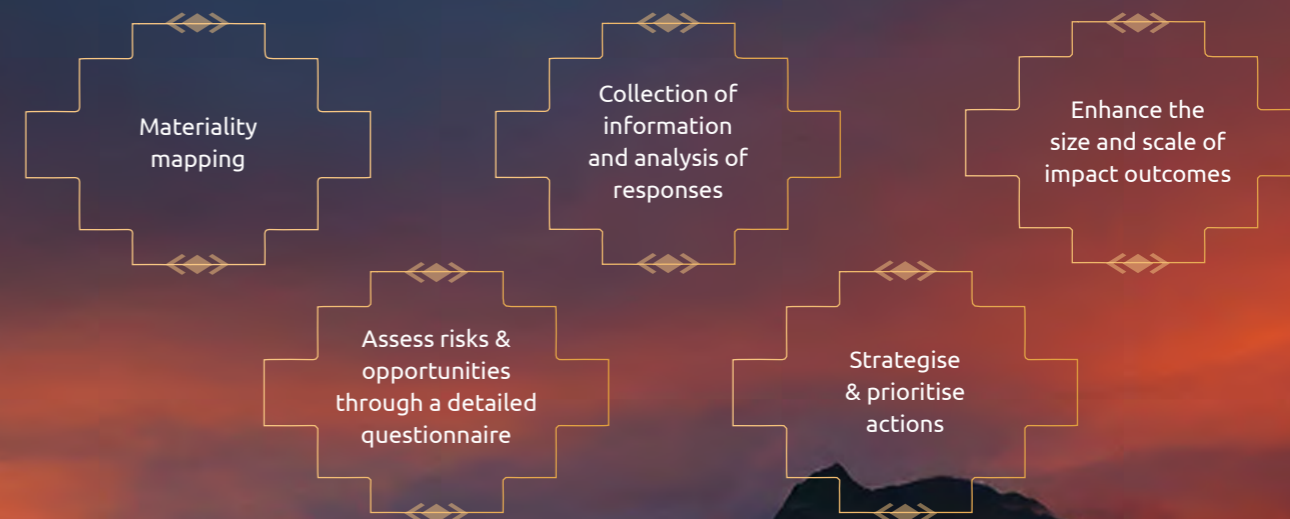 Materiality
mapping
Assess risks &
opportunities
through a detailed
questionnaire
Collection of
information
and analysis of
responses
Strategise
& prioritise
actions
Enhance the
size and scale of
impact outcomes